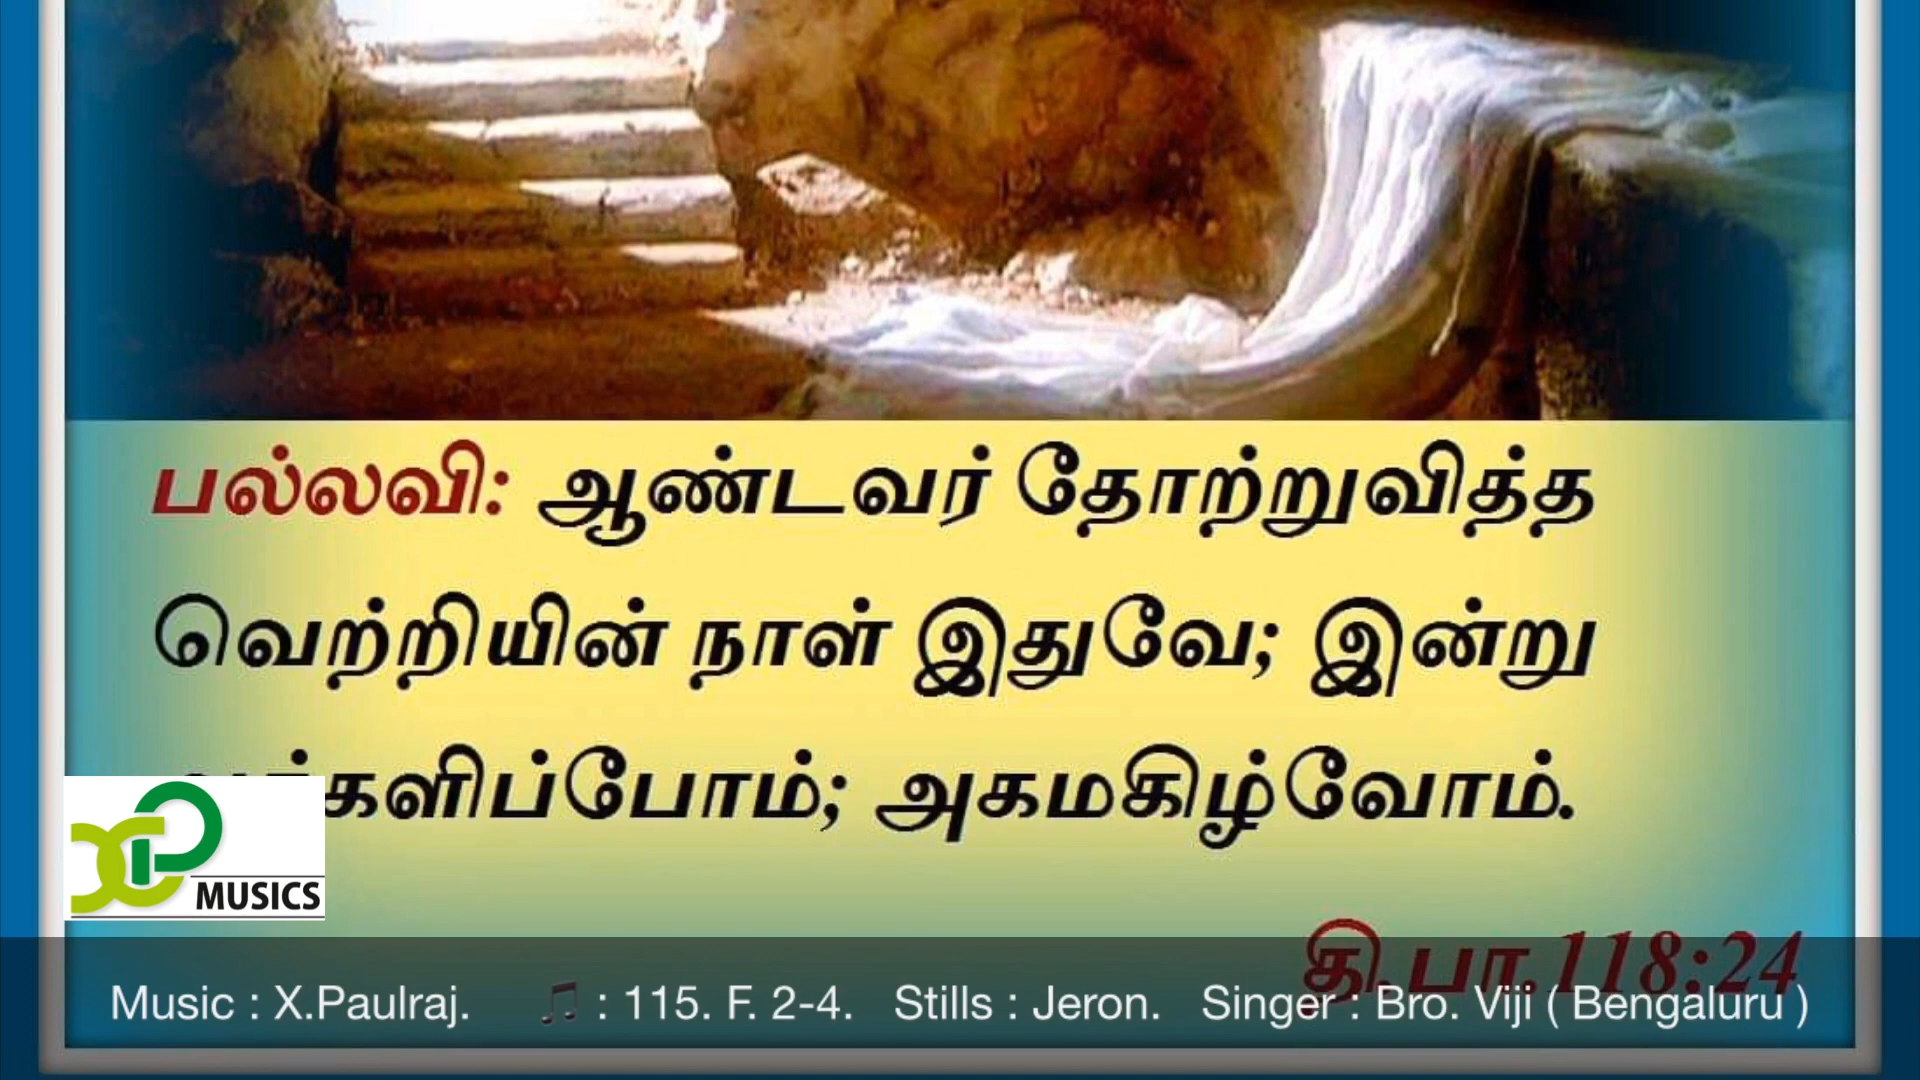 பல்லவி: ஆண்டவர் தோற்றுவித்த
வெற்றியின் நாள் இதுவே; இன்று
அகமகிழ்வோம்.
தி.பா.118:24
MUSICS
Music : X.Paulraj. 🎵 : 115. F. 2-4. Stills : Jeron. Singer : Bro. Viji ( Bengaluru )